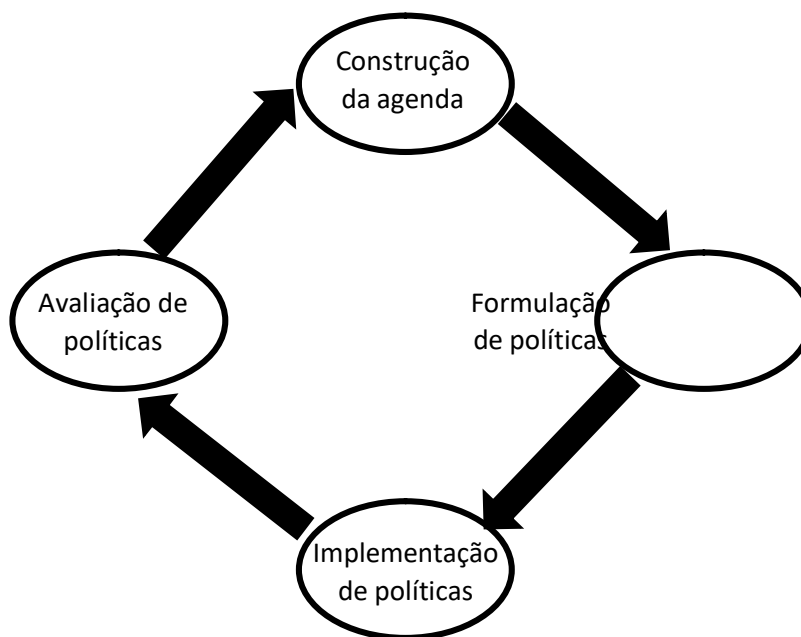 Construção
da agenda
Formulação
de políticas
Implementação
de políticas
Avaliação de
políticas